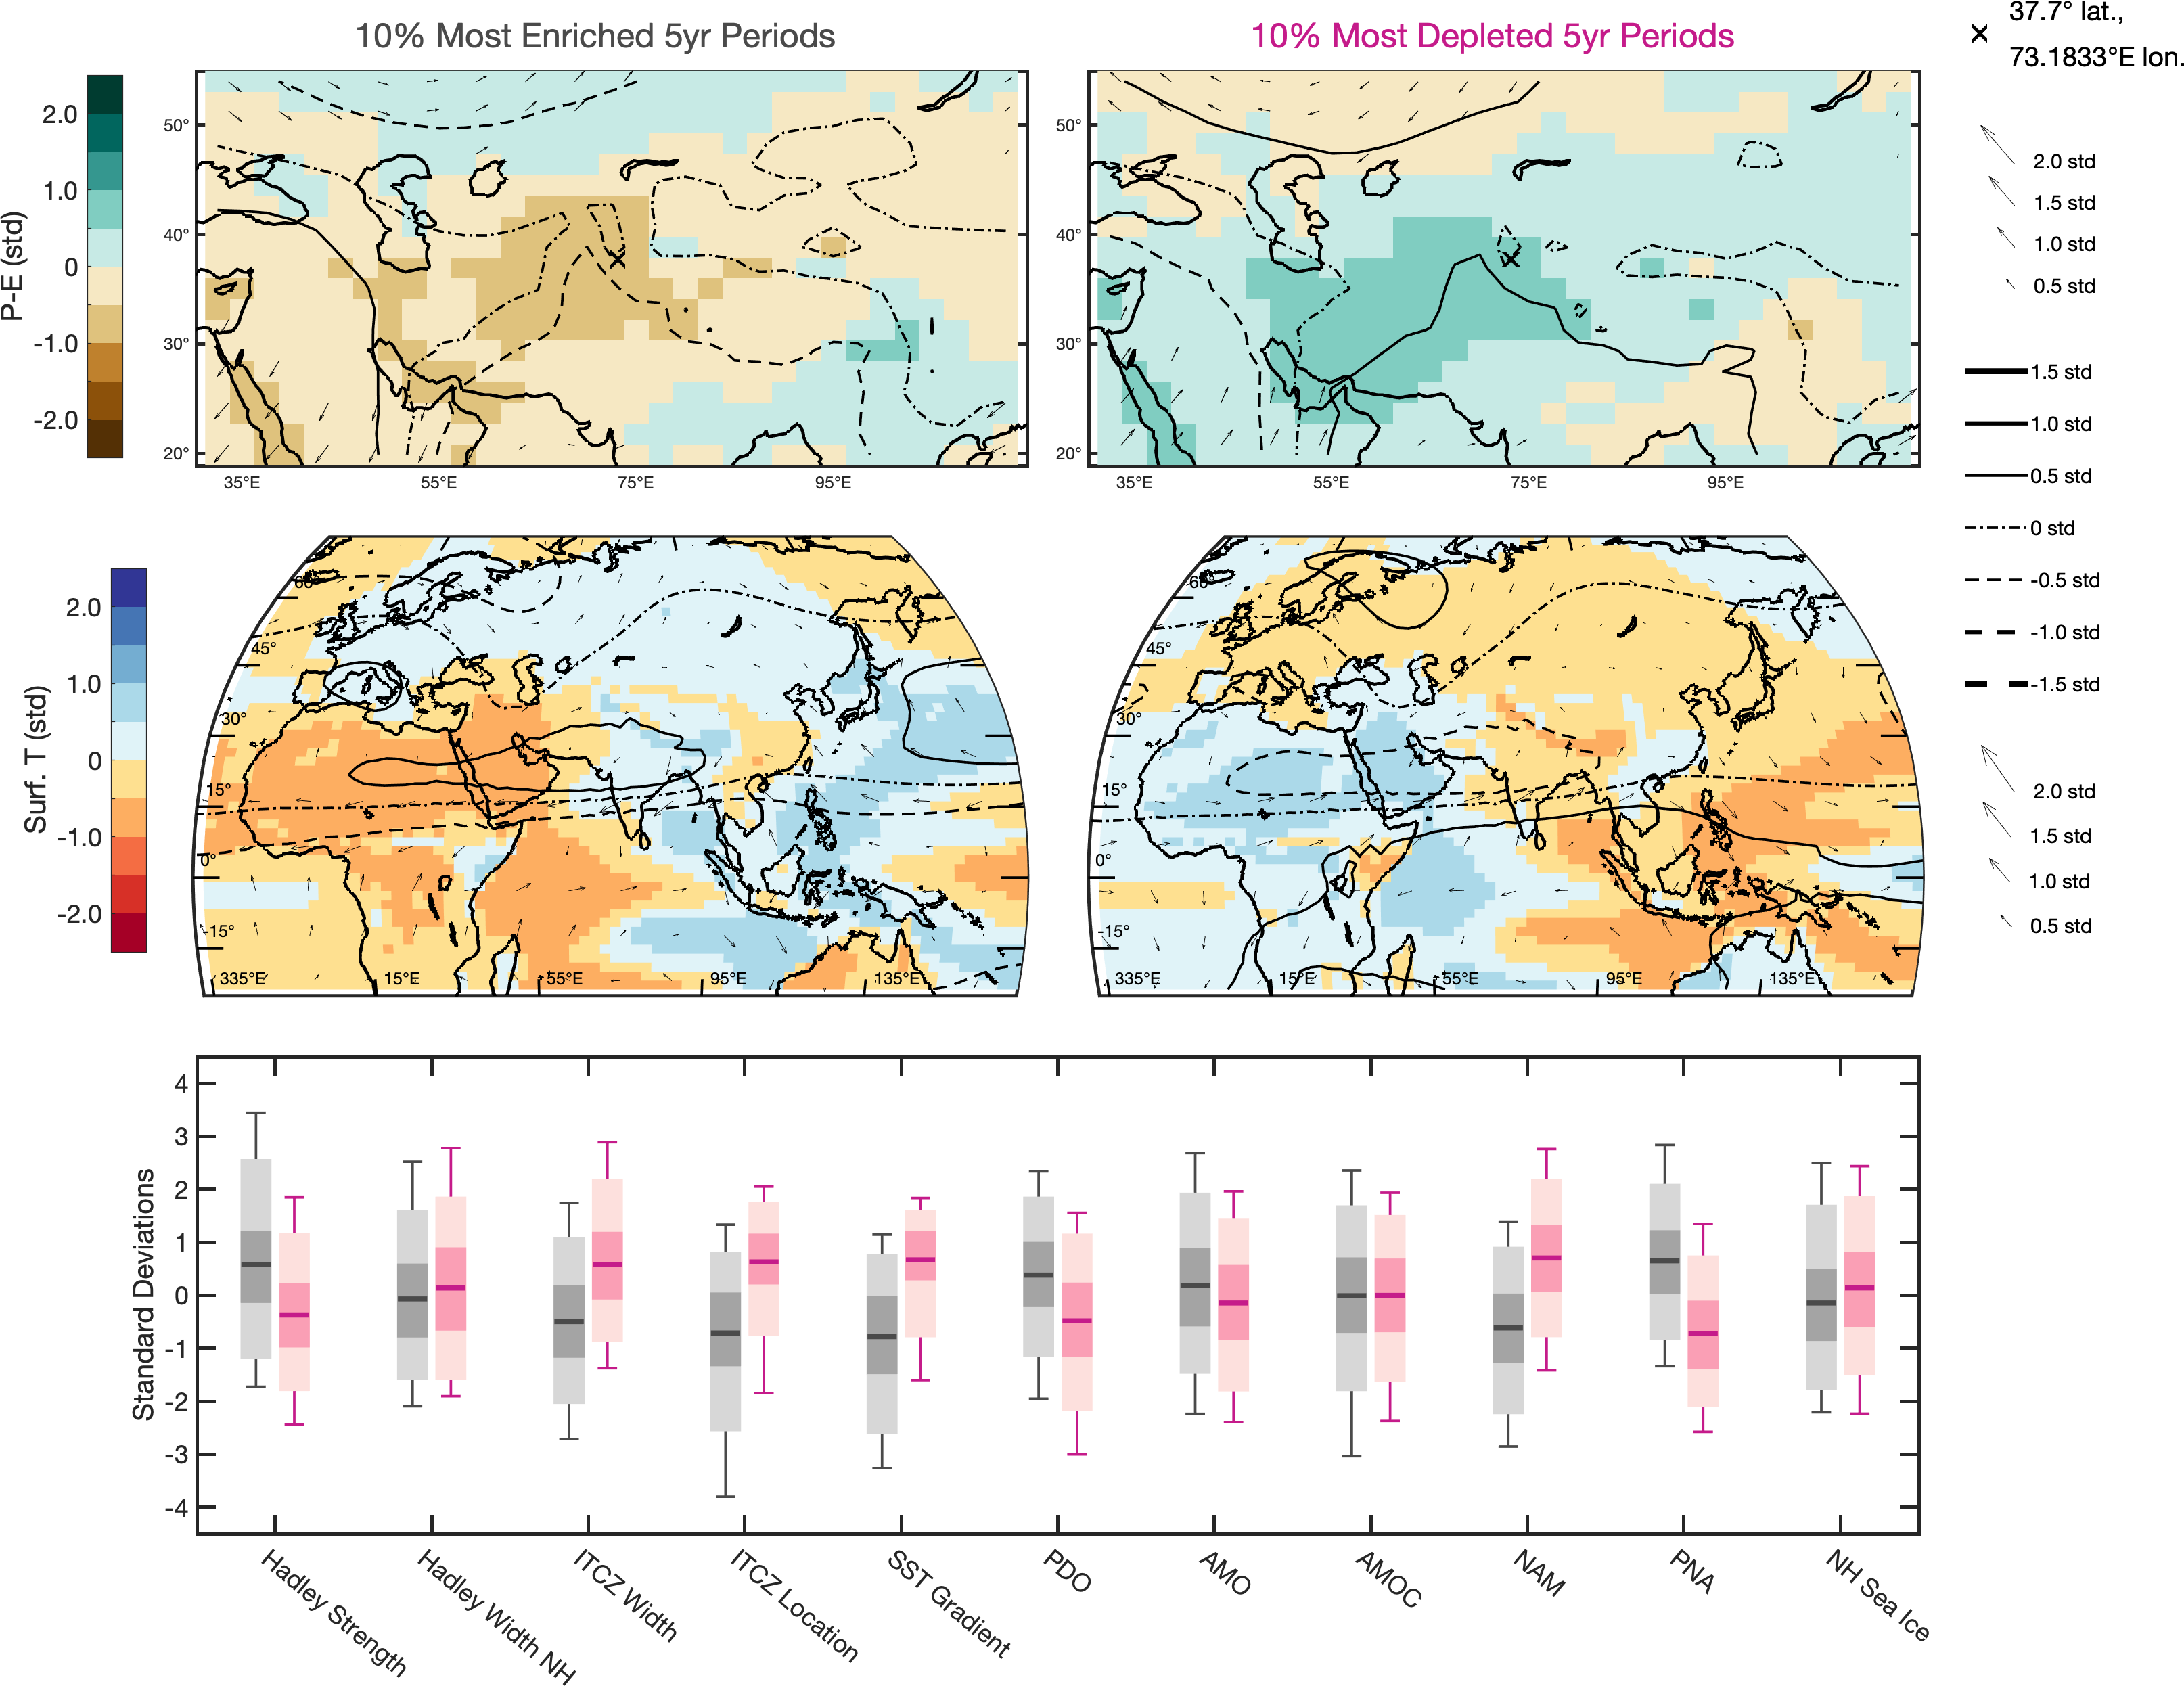 10% Most Enriched 5yr Periods
10% Most Depleted 5yr Periods
37.7° lat.,
73.1833°E lon.
P-E (std)
2.0
1.0
0
-1.0
-2.0
50°
40°
30°
20°
35°E
55°E
75°E
95°E
50°
40°
30°
20°
35°E
55°E
75°E
95°E
2.0 std
1.5 std
1.0 std
0.5 std
1.5 std
1.0 std
0.5 std
0 std
-0.5 std
-1.0 std
-1.5 std
Surf. T (std)
2.0
1.0
0
-1.0
-2.0
60°
45°
30°
15°
0°
-15°
335°E
15°E
55°E
95°E
135°E
60°
45°
30°
15°
0°
-15°
335°E
15°E
55°E
95°E
135°E
2.0 std
1.5 std
1.0 std
0.5 std
Standard Deviations
4
3
2
1
0
-1
-2
-3
-4
Hadley Strength
Hadley Width NH
ITCZ Width
ITCZ Location
SST Gradient
PDO
AMO
AMOC
NAM
PNA
NH Sea Ice